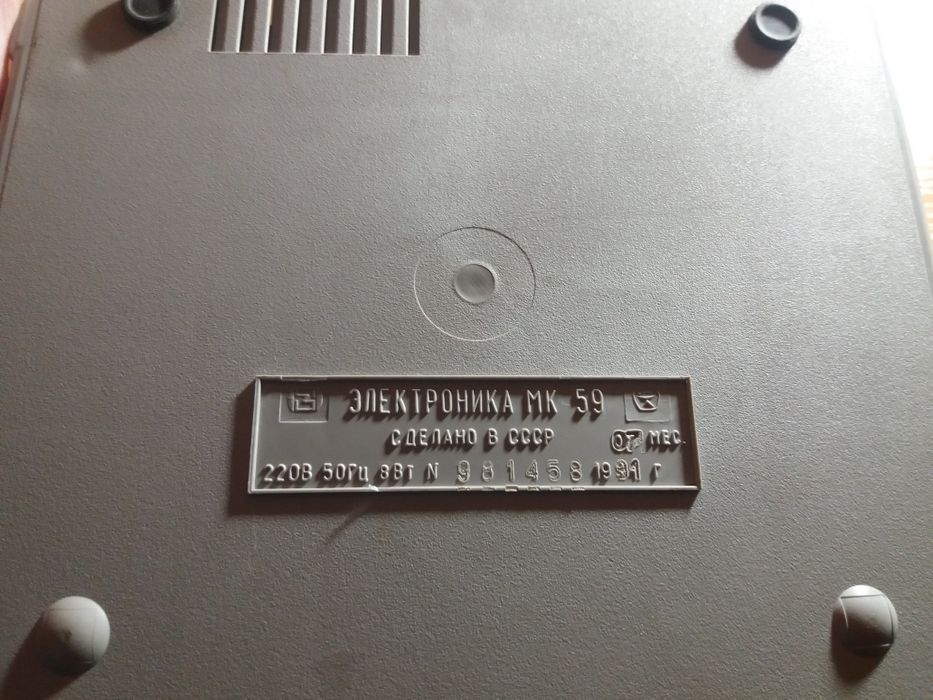 ЭЛЕКТРОНИКА МК 59
СДЕЛАНО В СССР 07 МЕС.
220В 50Гц 8Вт N 981458 1991 г